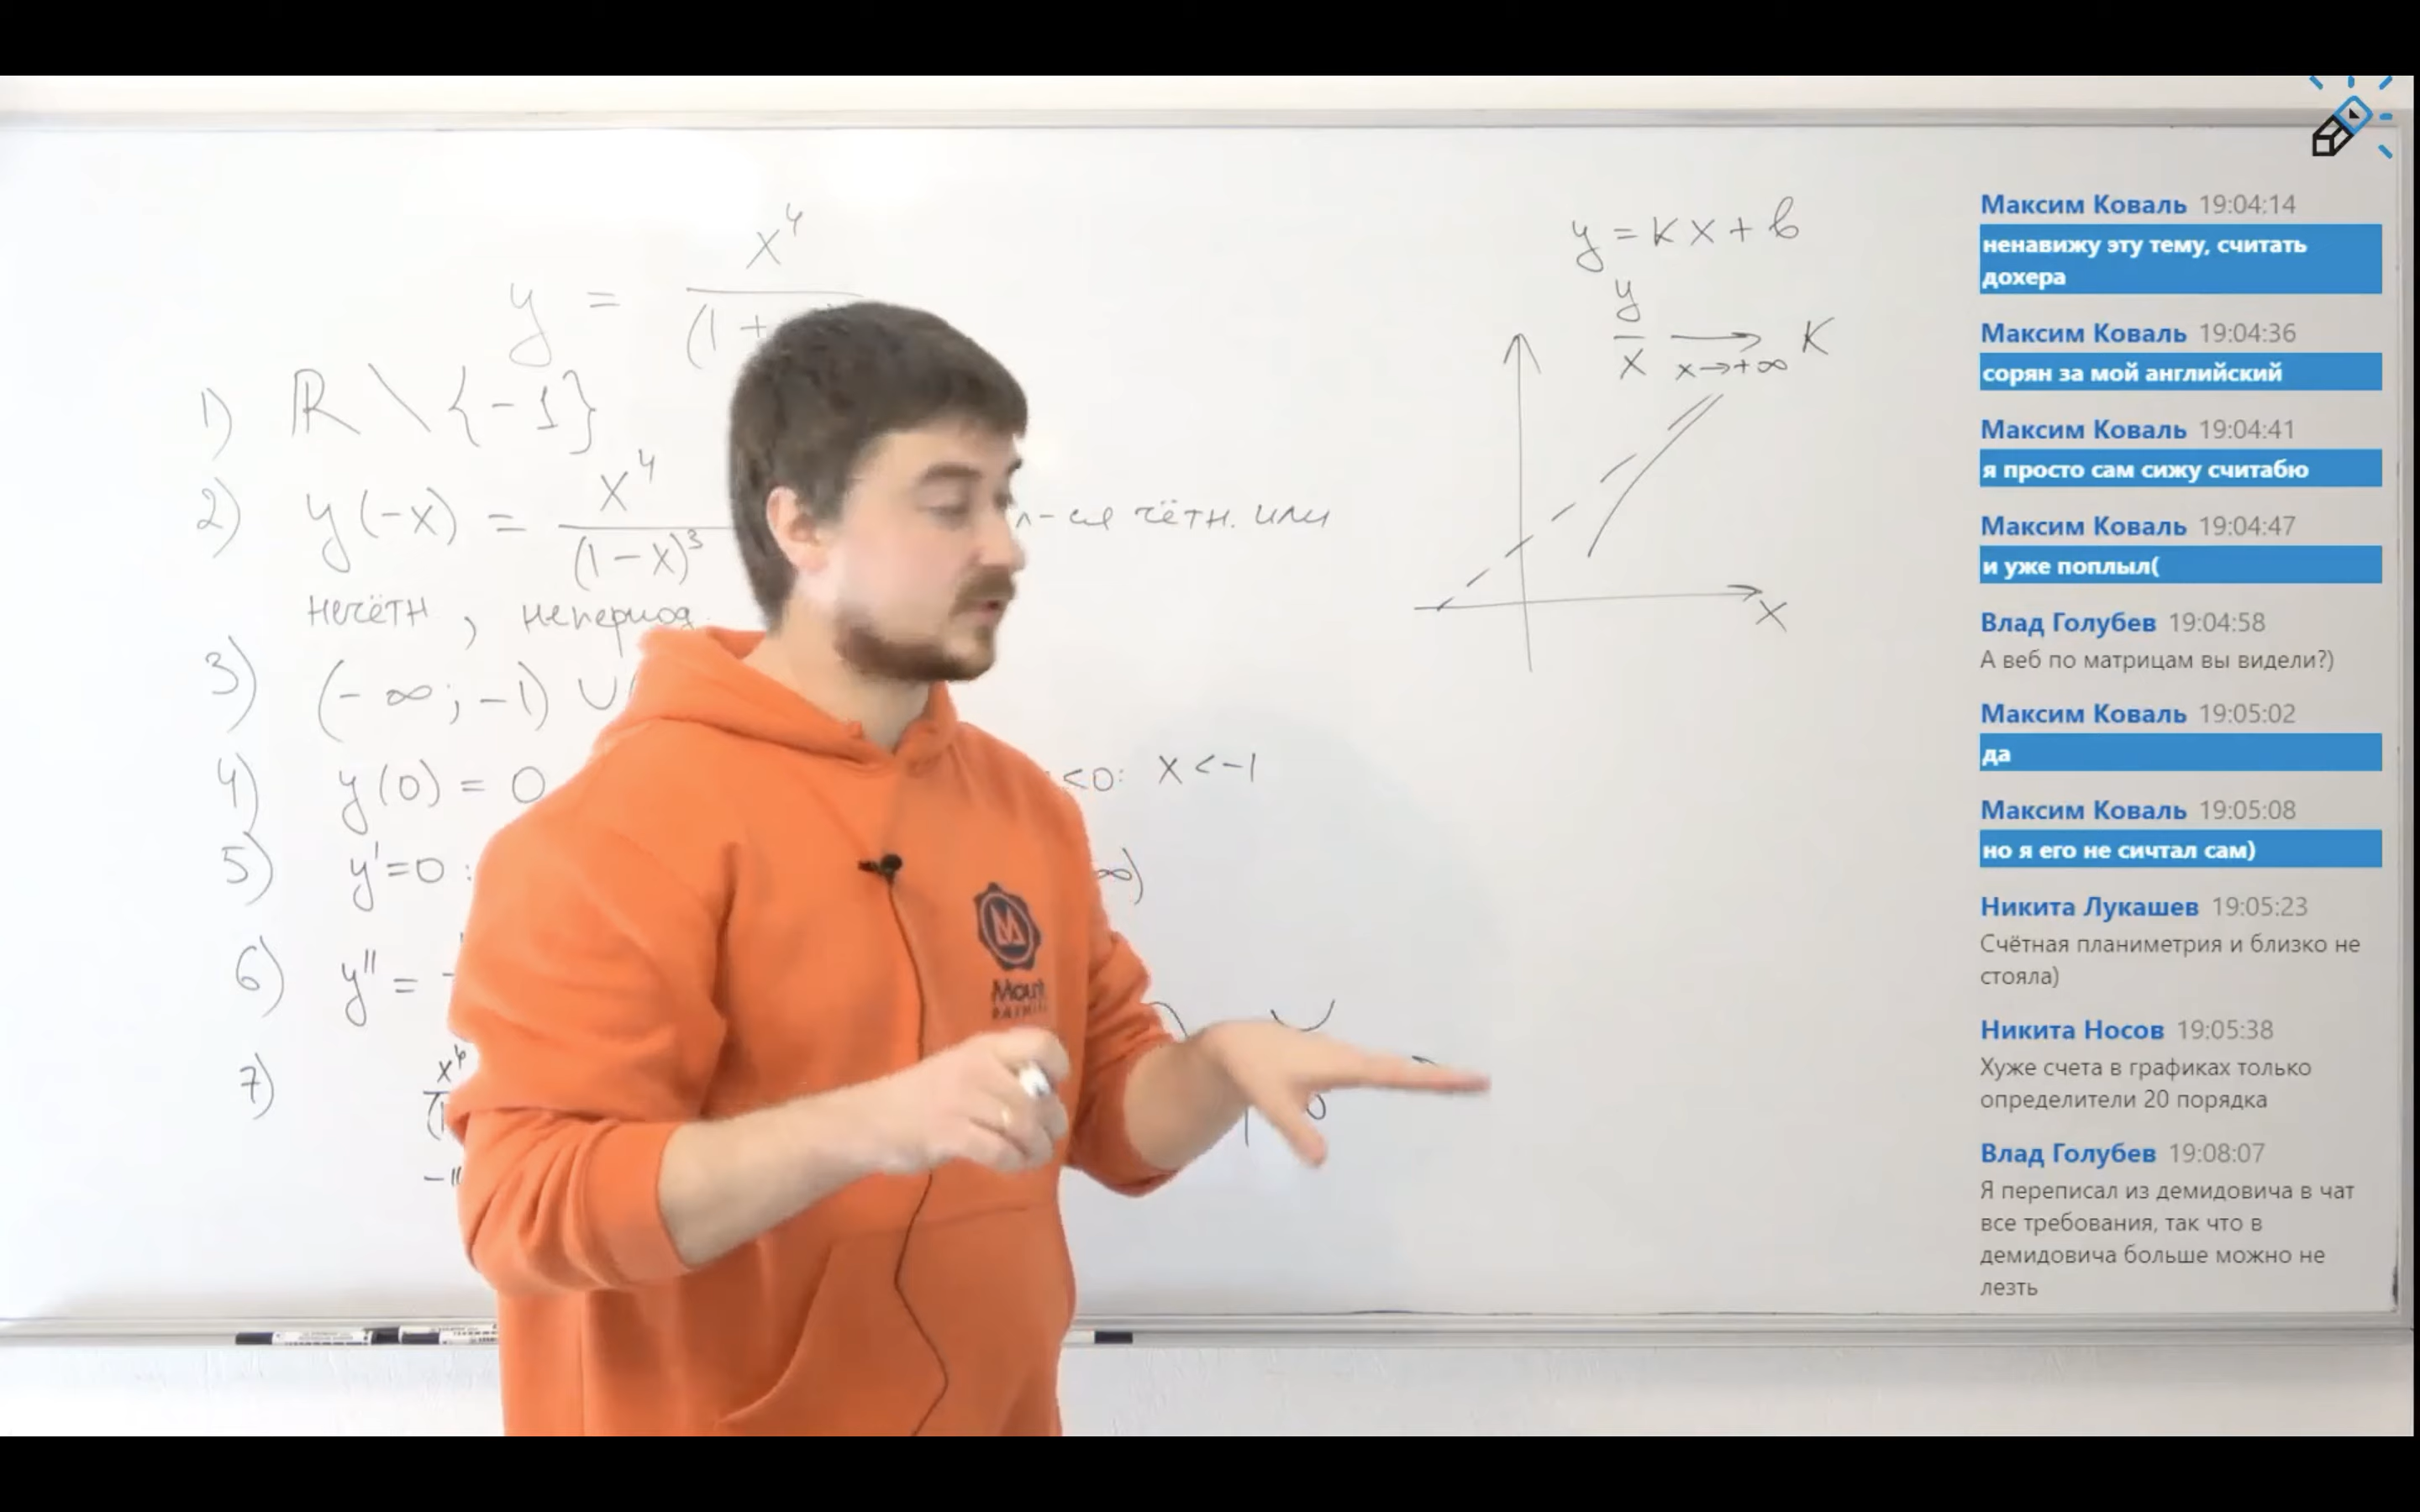 y = x⁴
(1 +
1) ℝ \ {-1}
2) y(-x) = x⁴
(1-x)³
л-ся чётн. или
нечётн, непериод.
3) (-∞; -1) ∪
4) y(0) = 0
<0: x < -1
5) y'=0 :
∞)
6) y'' =
7)
y = kx + b
y
x → k
x→+∞
x
Mount
Максим Коваль 19:04:14
ненавижу эту тему, считать
дохера
Максим Коваль 19:04:36
сорян за мой английский
Максим Коваль 19:04:41
я просто сам сижу считабю
Максим Коваль 19:04:47
и уже поплыл(
Влад Голубев 19:04:58
А веб по матрицам вы видели?)
Максим Коваль 19:05:02
да
Максим Коваль 19:05:08
но я его не сичтал сам)
Никита Лукашев 19:05:23
Счётная планиметрия и близко не
стояла)
Никита Носов 19:05:38
Хуже счета в графиках только
определители 20 порядка
Влад Голубев 19:08:07
Я переписал из демидовича в чат
все требования, так что в
демидовича больше можно не
лезть